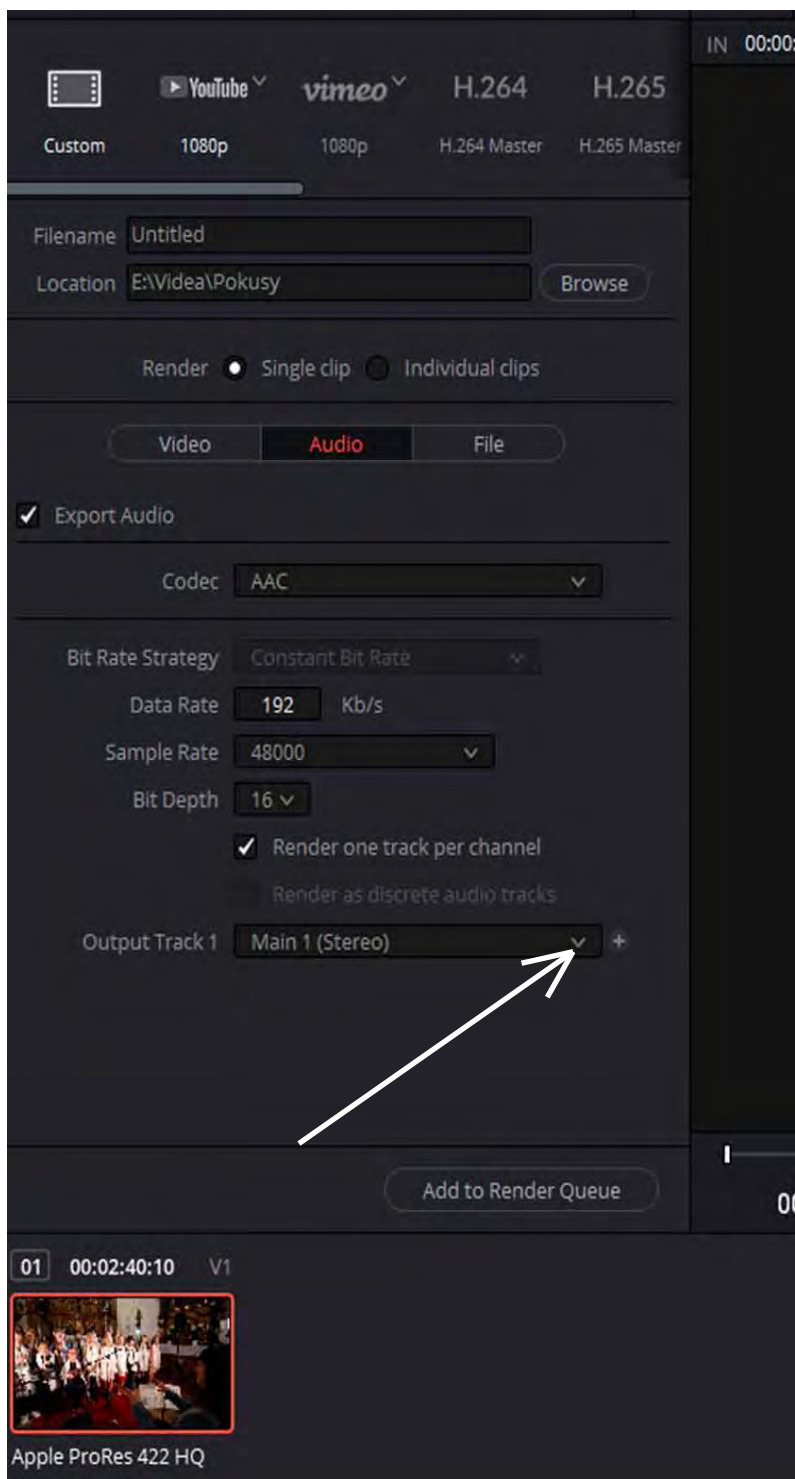 IN 00:00:
YouTube vimeo H.264 H.265
Custom 1080p 1080p H.264 Master H.265 Master
Filename Untitled
Location E:\Videa\Pokusy Browse
Render Single clip Individual clips
Video Audio File
Export Audio
Codec AAC
Bit Rate Strategy Constant Bit Rate
Data Rate 192 Kb/s
Sample Rate 48000
Bit Depth 16
Render one track per channel
Render as discrete audio tracks
Output Track 1 Main 1 (Stereo) +
Add to Render Queue
00
01 00:02:40:10 V1
Apple ProRes 422 HQ